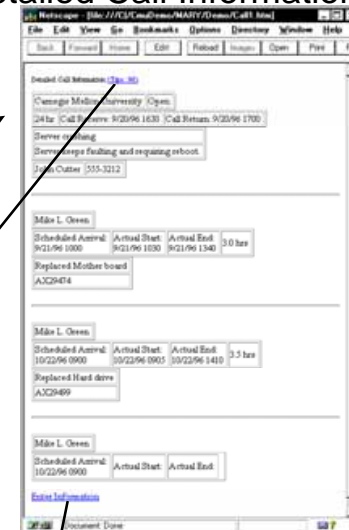 Detailed Call Information
Netscape - [file:///C|/CmuDemo/MARY/Demo/Call1.htm]
File Edit View Go Bookmarks Options Directory Window Help
Back Forward Home Edit Reload Images Open Print
Detailed Call Information
Carnegie Mellon University Open
24 hr Call Receive: 9/20/96 1630 Call Return: 9/20/96 1700
Server crashing
Server keeps faulting and requiring reboot.
John Cutter 555-3212
Mike L. Green
Scheduled Arrival: Actual Start: Actual End:
9/21/96 1000 9/21/96 1030 9/21/96 1340 3.0 hrs
Replaced Mother board
AX29474
Mike L. Green
Scheduled Arrival: Actual Start: Actual End:
10/22/96 0900 10/22/96 0905 10/22/96 1410 3.5 hrs
Replaced Hard drive
AX29499
Mike L. Green
Scheduled Arrival: Actual Start: Actual End:
10/22/96 0900
Enter Information
Document: Done